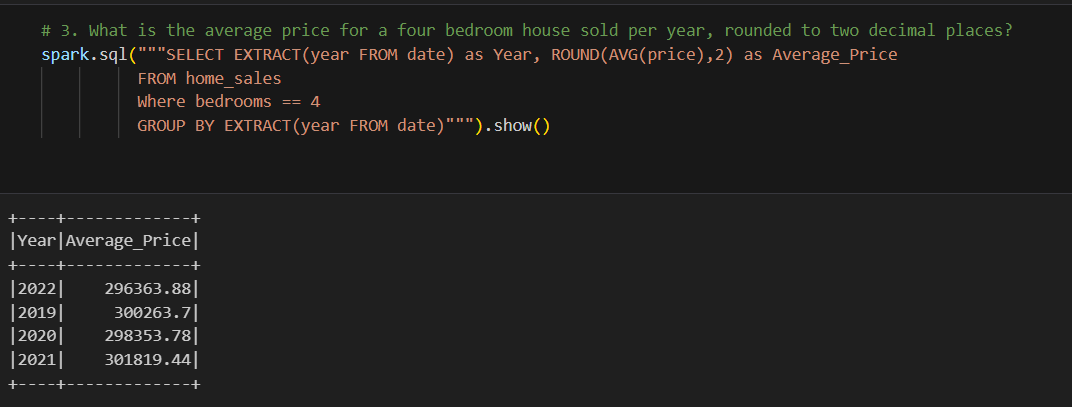 # 3. What is the average price for a four bedroom house sold per year, rounded to two decimal places?
spark.sql("""SELECT EXTRACT(year FROM date) as Year, ROUND(AVG(price),2) as Average_Price
FROM home_sales
Where bedrooms == 4
GROUP BY EXTRACT(year FROM date)""").show()
+----+-------------+
|Year|Average_Price|
+----+-------------+
|2022|    296363.88|
|2019|     300263.7|
|2020|    298353.78|
|2021|    301819.44|
+----+-------------+